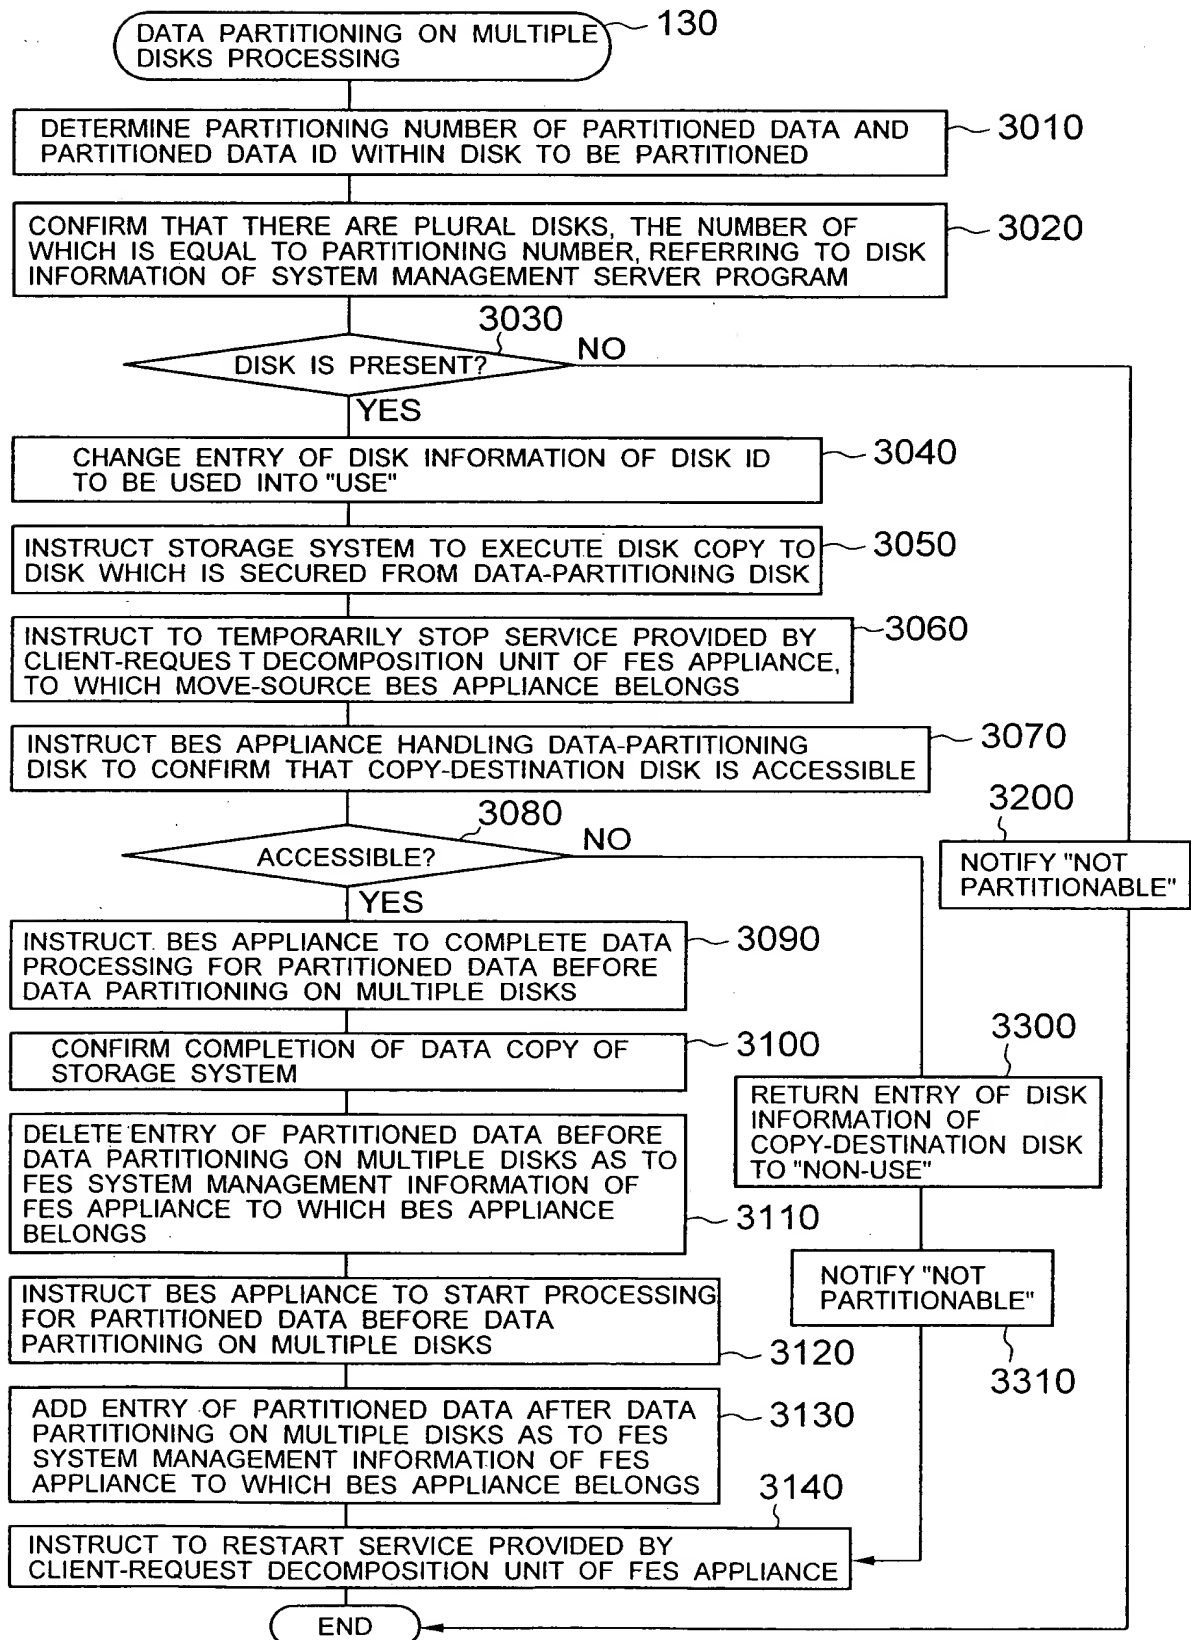 DATA PARTITIONING ON MULTIPLE
DISKS PROCESSING
130
DETERMINE PARTITIONING NUMBER OF PARTITIONED DATA AND
PARTITIONED DATA ID WITHIN DISK TO BE PARTITIONED
3010
CONFIRM THAT THERE ARE PLURAL DISKS, THE NUMBER OF
WHICH IS EQUAL TO PARTITIONING NUMBER, REFERRING TO DISK
INFORMATION OF SYSTEM MANAGEMENT SERVER PROGRAM
3020
3030
DISK IS PRESENT?
NO
YES
CHANGE ENTRY OF DISK INFORMATION OF DISK ID
TO BE USED INTO "USE"
3040
INSTRUCT STORAGE SYSTEM TO EXECUTE DISK COPY TO
DISK WHICH IS SECURED FROM DATA-PARTITIONING DISK
3050
INSTRUCT TO TEMPORARILY STOP SERVICE PROVIDED BY
CLIENT-REQUEST DECOMPOSITION UNIT OF FES APPLIANCE,
TO WHICH MOVE-SOURCE BES APPLIANCE BELONGS
3060
INSTRUCT BES APPLIANCE HANDLING DATA-PARTITIONING
DISK TO CONFIRM THAT COPY-DESTINATION DISK IS ACCESSIBLE
3070
3080
ACCESSIBLE?
NO
YES
3200
NOTIFY "NOT
PARTITIONABLE"
INSTRUCT BES APPLIANCE TO COMPLETE DATA
PROCESSING FOR PARTITIONED DATA BEFORE
DATA PARTITIONING ON MULTIPLE DISKS
3090
CONFIRM COMPLETION OF DATA COPY OF
STORAGE SYSTEM
3100
3300
RETURN ENTRY OF DISK
INFORMATION OF
COPY-DESTINATION DISK
TO "NON-USE"
DELETE ENTRY OF PARTITIONED DATA BEFORE
DATA PARTITIONING ON MULTIPLE DISKS AS TO
FES SYSTEM MANAGEMENT INFORMATION OF
FES APPLIANCE TO WHICH BES APPLIANCE
BELONGS
3110
NOTIFY "NOT
PARTITIONABLE"
3310
INSTRUCT BES APPLIANCE TO START PROCESSING
FOR PARTITIONED DATA BEFORE DATA
PARTITIONING ON MULTIPLE DISKS
3120
ADD ENTRY OF PARTITIONED DATA AFTER DATA
PARTITIONING ON MULTIPLE DISKS AS TO FES
SYSTEM MANAGEMENT INFORMATION OF FES
APPLIANCE TO WHICH BES APPLIANCE BELONGS
3130
3140
INSTRUCT TO RESTART SERVICE PROVIDED BY
CLIENT-REQUEST DECOMPOSITION UNIT OF FES APPLIANCE
END